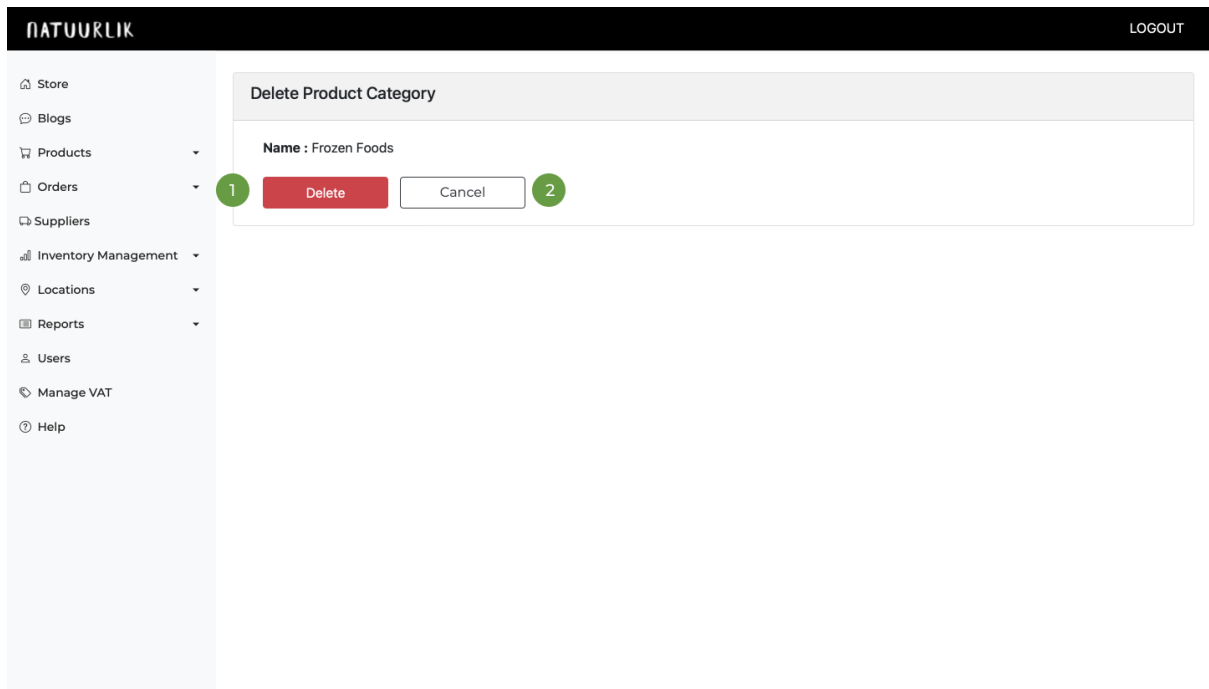 NATUURLIK
LOGOUT
Store
Blogs
Products
Orders
Suppliers
Inventory Management
Locations
Reports
Users
Manage VAT
Help
Delete Product Category
Name : Frozen Foods
1 Delete Cancel 2